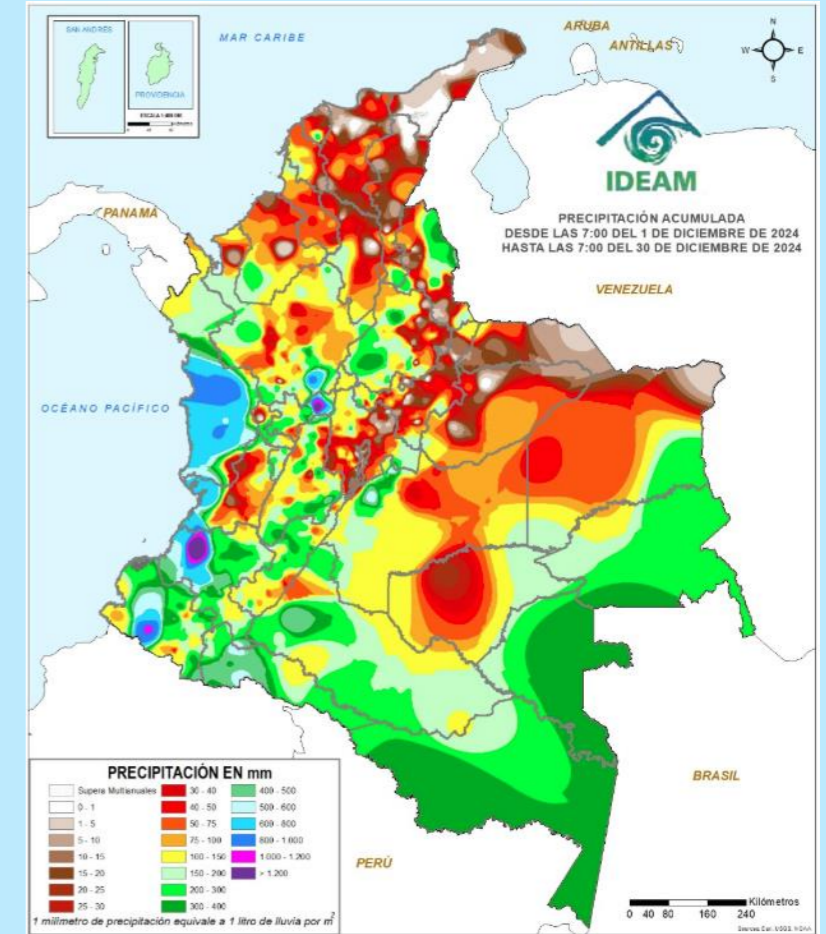 SAN ANDRÉS
PROVIDENCIA
MAR CARIBE
ARUBA
ANTILLAS
N
W
E
S
IDEAM
PANAMÁ
PRECIPITACIÓN ACUMULADA
DESDE LAS 7:00 DEL 1 DE DICIEMBRE DE 2024
HASTA LAS 7:00 DEL 30 DE DICIEMBRE DE 2024
VENEZUELA
OCÉANO PACÍFICO
BRASIL
PERÚ
PRECIPITACIÓN EN mm
Supera Multianuales
0 - 1
1 - 5
5 - 10
10 - 15
15 - 20
20 - 25
25 - 30
30 - 40
40 - 50
50 - 75
75 - 100
100 - 150
150 - 200
200 - 300
300 - 400
400 - 500
500 - 600
600 - 800
800 - 1.000
1.000 - 1.200
> 1.200
1 milímetro de precipitación equivale a 1 litro de lluvia por m²
Kilómetros
0 40 80 160 240